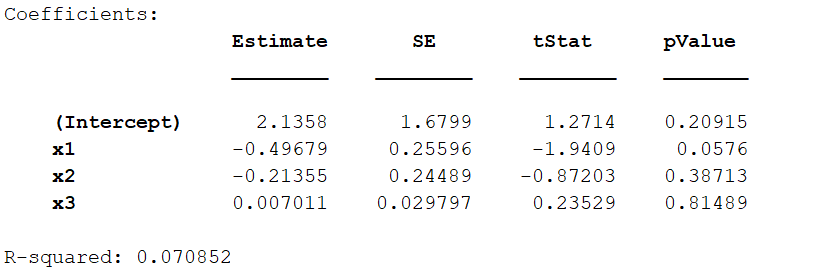 Coefficients:
Estimate SE tStat pValue
(Intercept) 2.1358 1.6799 1.2714 0.20915
x1 -0.49679 0.25596 -1.9409 0.0576
x2 -0.21355 0.24489 -0.87203 0.38713
x3 0.007011 0.029797 0.23529 0.81489
R-squared: 0.070852